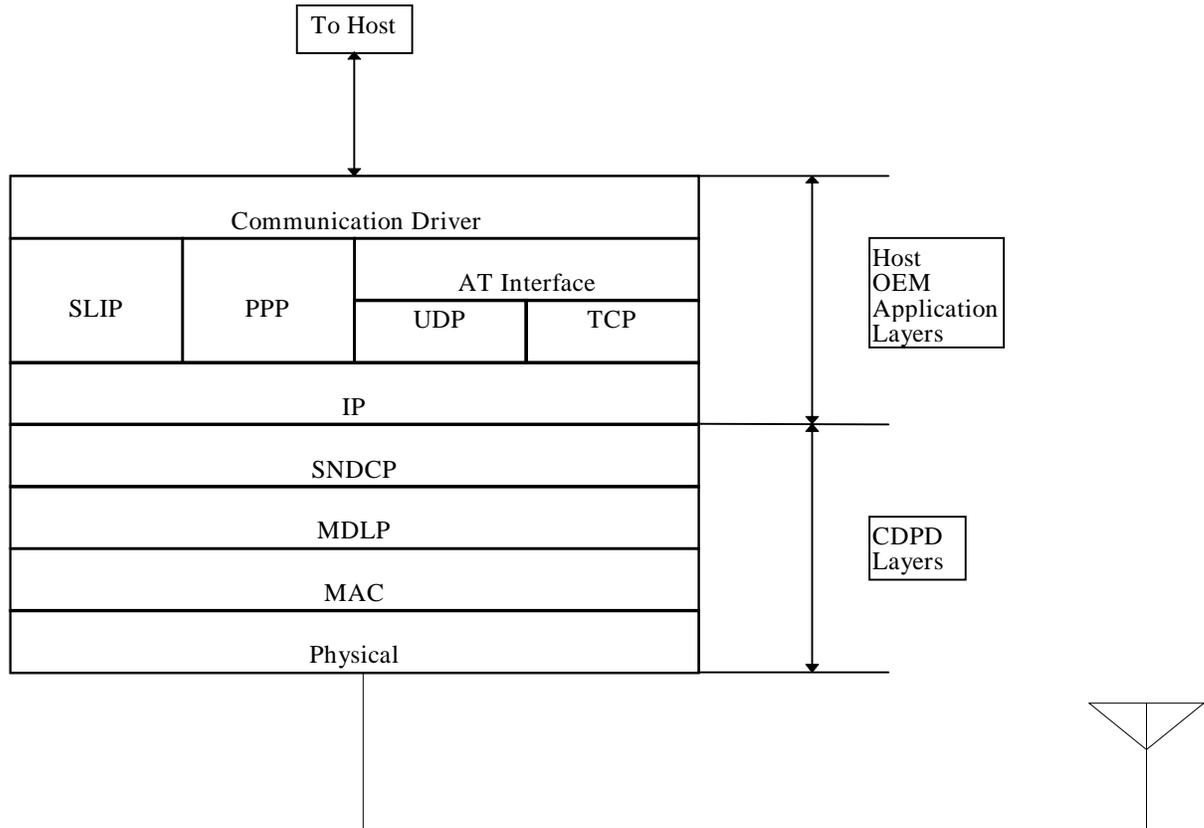 To Host
Communication Driver
SLIP
PPP
AT Interface
UDP
TCP
IP
SNDCP
MDLP
MAC
Physical
Host
OEM
Application
Layers
CDPD
Layers